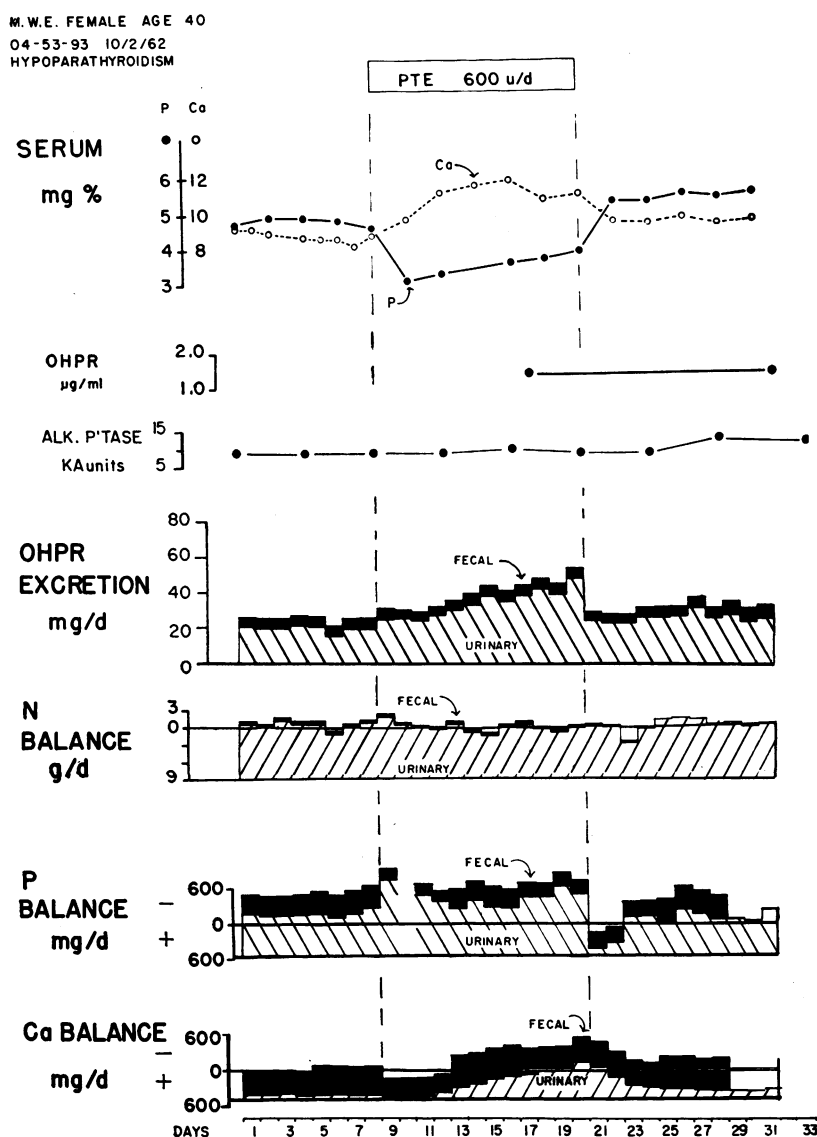 M.W.E. FEMALE AGE 40
04-53-93 10/2/62
HYPOPARATHYROIDISM
PTE 600 u/d
P Ca
SERUM
mg %
6 12
5 10
4 8
3
Ca
P
OHPR
µg/ml
2.0
1.0
ALK. P'TASE
KAunits
15
5
OHPR
EXCRETION
mg/d
80
60
40
20
0
FECAL
URINARY
N
BALANCE
g/d
3
0
9
FECAL
URINARY
P
BALANCE
mg/d
−
+
600
0
600
FECAL
URINARY
Ca BALANCE
mg/d
−
+
600
0
600
FECAL
URINARY
DAYS 1 3 5 7 9 11 13 15 17 19 21 23 25 27 29 31 33